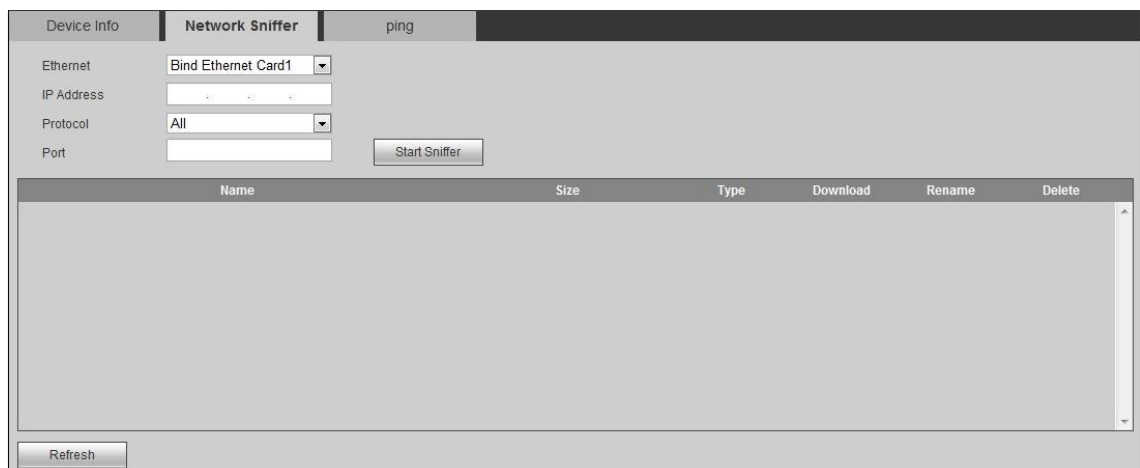 Device Info Network Sniffer ping
Ethernet Bind Ethernet Card1
IP Address . . .
Protocol All
Port Start Sniffer
Name Size Type Download Rename Delete
Refresh